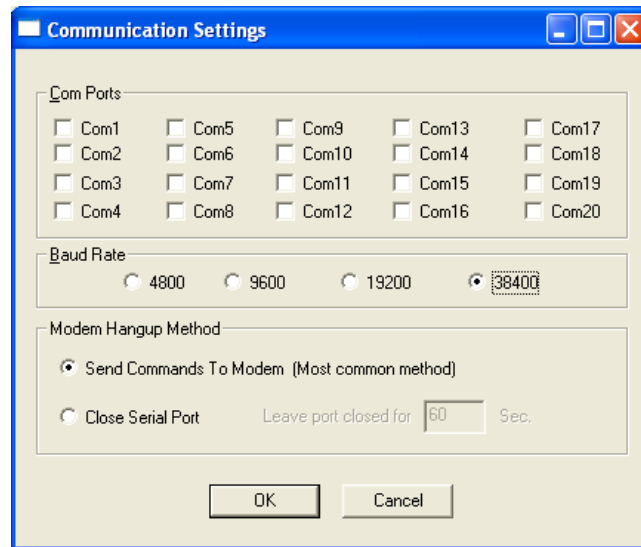 Communication Settings
Com Ports
Com1 Com5 Com9 Com13 Com17
Com2 Com6 Com10 Com14 Com18
Com3 Com7 Com11 Com15 Com19
Com4 Com8 Com12 Com16 Com20
Baud Rate
4800 9600 19200 38400
Modem Hangup Method
Send Commands To Modem (Most common method)
Close Serial Port Leave port closed for 60 Sec.
OK Cancel